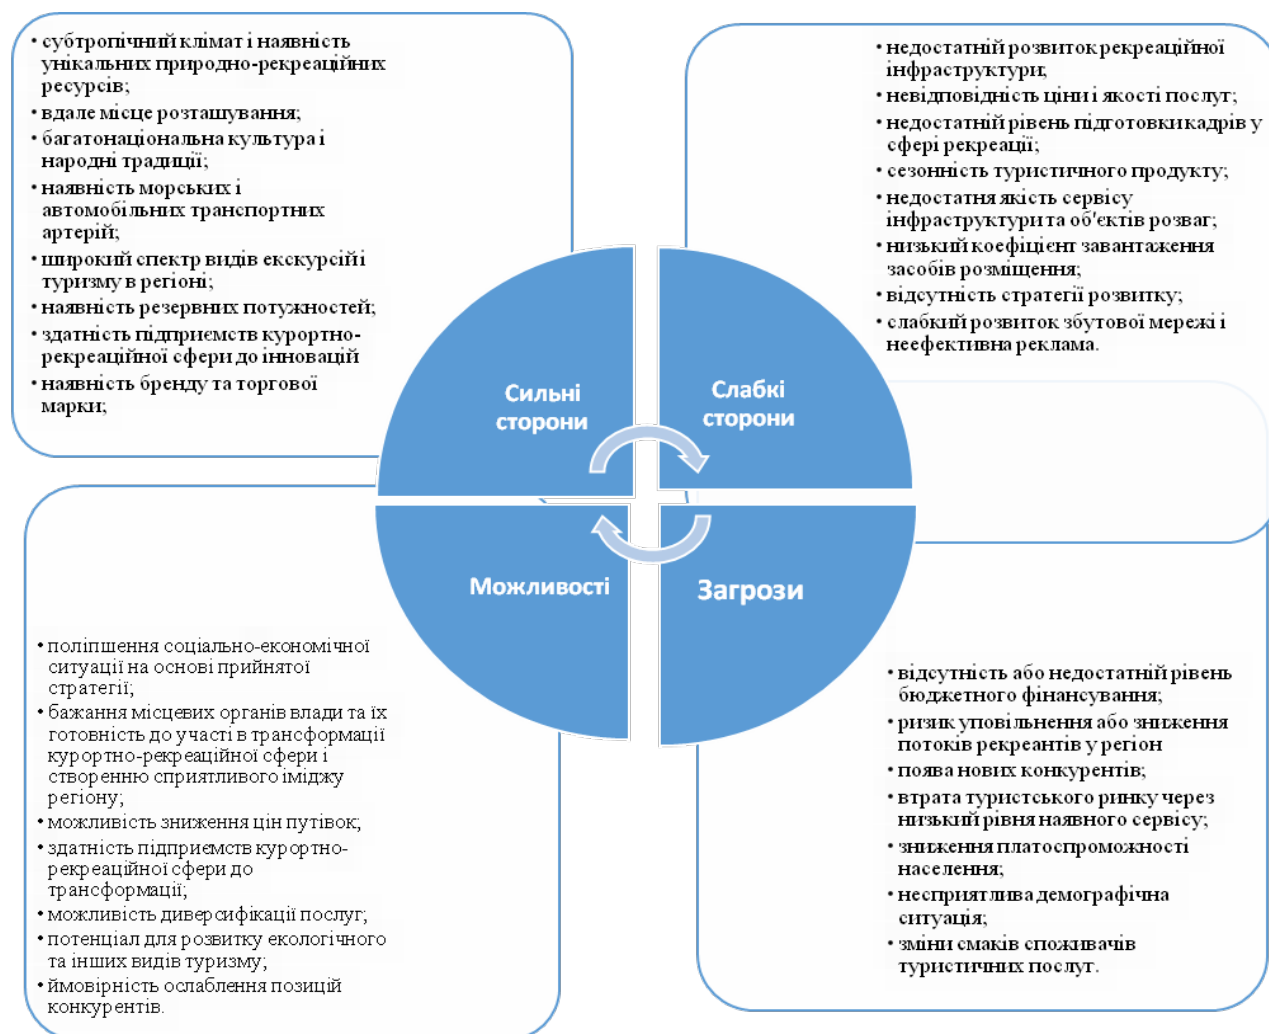 • субтропічний клімат і наявність
унікальних природно-рекреаційних
ресурсів;
• вдале місце розташування;
• багатонаціональна культура і
народні традиції;
• наявність морських і
автомобільних транспортних
артерій;
• широкий спектр видів екскурсій і
туризму в регіоні;
• наявність резервних потужностей;
• здатність підприємств курортно-
рекреаційної сфери до інновацій
• наявність бренду та торгової
марки;
• недостатній розвиток рекреаційної
інфраструктури;
• невідповідність ціни і якості послуг;
• недостатній рівень підготовки кадрів у
сфері рекреації;
• сезонність туристичного продукту;
• недостатня якість сервісу
інфраструктури та об'єктів розваг;
• низький коефіцієнт завантаження
засобів розміщення;
• відсутність стратегії розвитку;
• слабкий розвиток збутової мережі і
неефективна реклама.
Сильні
сторони
Слабкі
сторони
Можливості
Загрози
• поліпшення соціально-економічної
ситуації на основі прийнятої
стратегії;
• бажання місцевих органів влади та їх
готовність до участі в трансформації
курортно-рекреаційної сфери і
створенню сприятливого іміджу
регіону;
• можливість зниження цін путівок;
• здатність підприємств курортно-
рекреаційної сфери до
трансформації;
• можливість диверсифікації послуг;
• потенціал для розвитку екологічного
та інших видів туризму;
• ймовірність ослаблення позицій
конкурентів.
• відсутність або недостатній рівень
бюджетного фінансування;
• ризик уповільнення або зниження
потоків рекреантів у регіон
• поява нових конкурентів;
• втрата туристського ринку через
низький рівня наявного сервісу;
• зниження платоспроможності
населення;
• несприятлива демографічна
ситуація;
• зміни смаків споживачів
туристичних послуг.